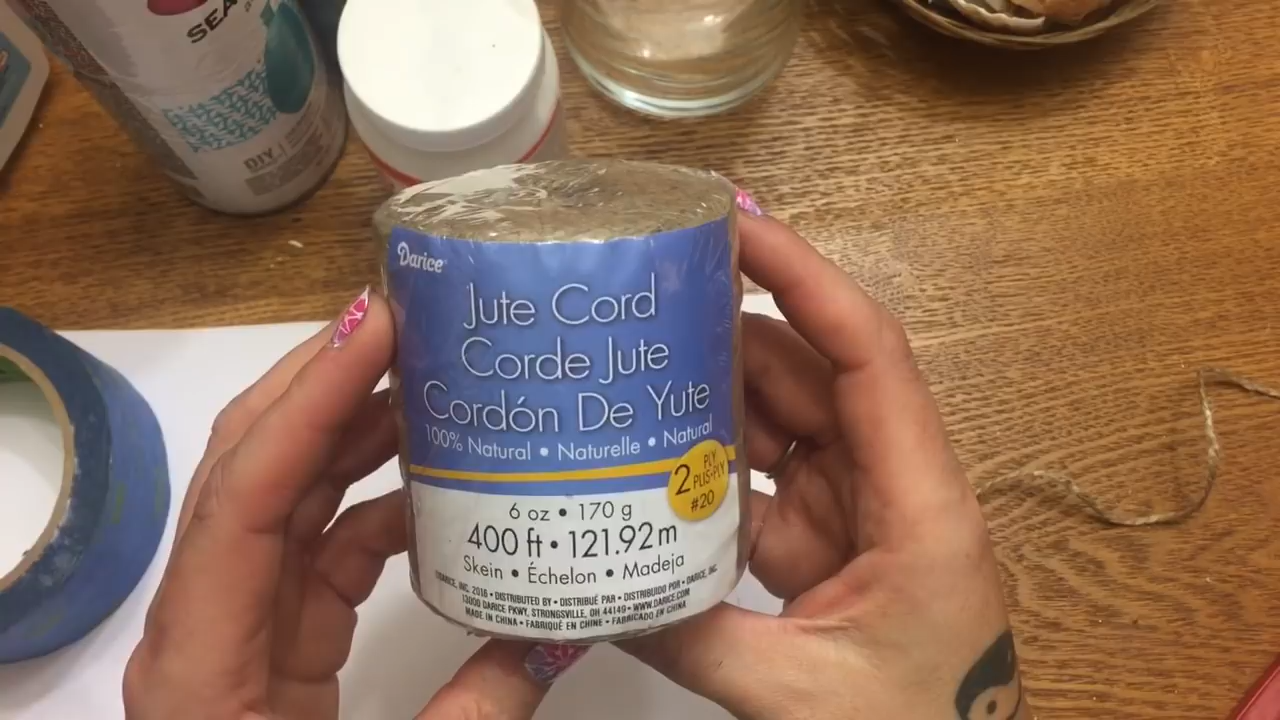 SEA
DIY
Darice
Jute Cord
Corde Jute
Cordón De Yute
100% Natural • Naturelle • Natural
2 PLY
PLIS•PLY
#20
6 oz • 170 g
400 ft • 121.92 m
Skein • Échelon • Madeja
©DARICE, INC. 2016 • DISTRIBUTED BY • DISTRIBUÉ PAR • DISTRIBUIDO POR • DARICE, INC.
13000 DARICE PKWY, STRONGSVILLE, OH 44149 • WWW.DARICE.COM
MADE IN CHINA • FABRIQUÉ EN CHINE • FABRICADO EN CHINA